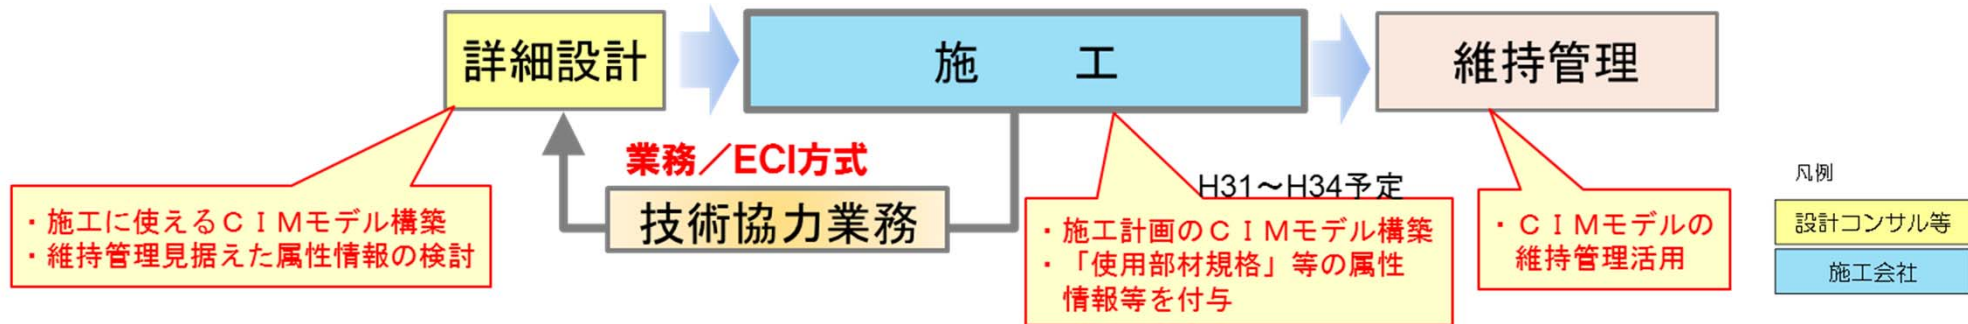 詳細設計
施　　工
維持管理
業務／ECI方式
技術協力業務
H31～H34予定
・施工に使えるＣＩＭモデル構築
・維持管理見据えた属性情報の検討
・施工計画のＣＩＭモデル構築
・「使用部材規格」等の属性
情報等を付与
・ＣＩＭモデルの
維持管理活用
凡例
設計コンサル等
施工会社